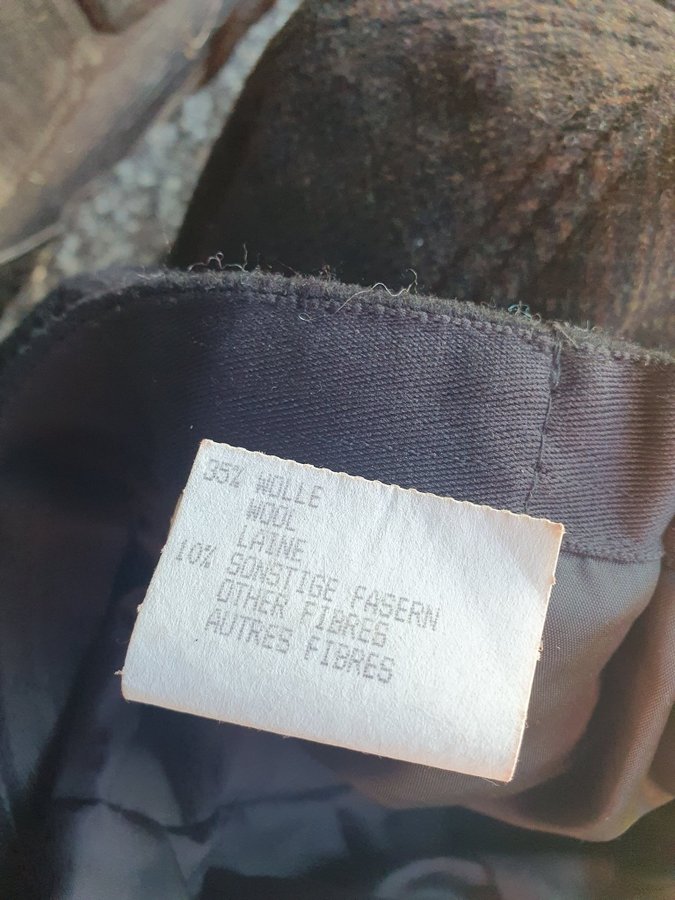 35% WOLLE
WOOL
LAINE
10% SONSTIGE FASERN
OTHER FIBRES
AUTRES FIBRES